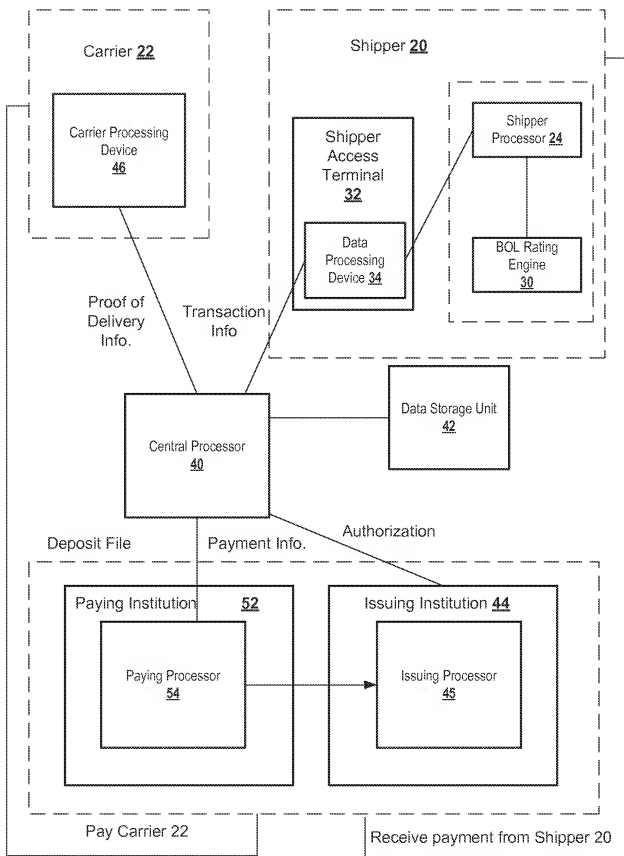 Carrier 22
Carrier Processing
Device
46
Shipper 20
Shipper
Access
Terminal
32
Data
Processing
Device 34
Shipper
Processor 24
BOL Rating
Engine
30
Proof of
Delivery
Info.
Transaction
Info
Central Processor
40
Data Storage Unit
42
Deposit File
Payment Info.
Authorization
Paying Institution 52
Paying Processor
54
Issuing Institution 44
Issuing Processor
45
Pay Carrier 22
Receive payment from Shipper 20